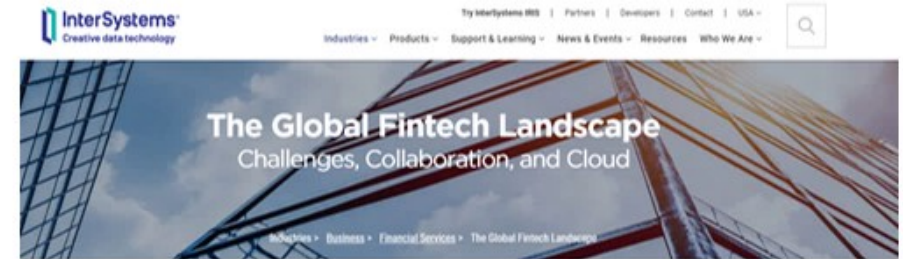 InterSystems®
Creative data technology
Try InterSystems IRIS | Partners | Developers | Contact | USA
Industries Products Support & Learning News & Events Resources Who We Are
The Global Fintech Landscape
Challenges, Collaboration, and Cloud
Industries > Business > Financial Services > The Global Fintech Landscape